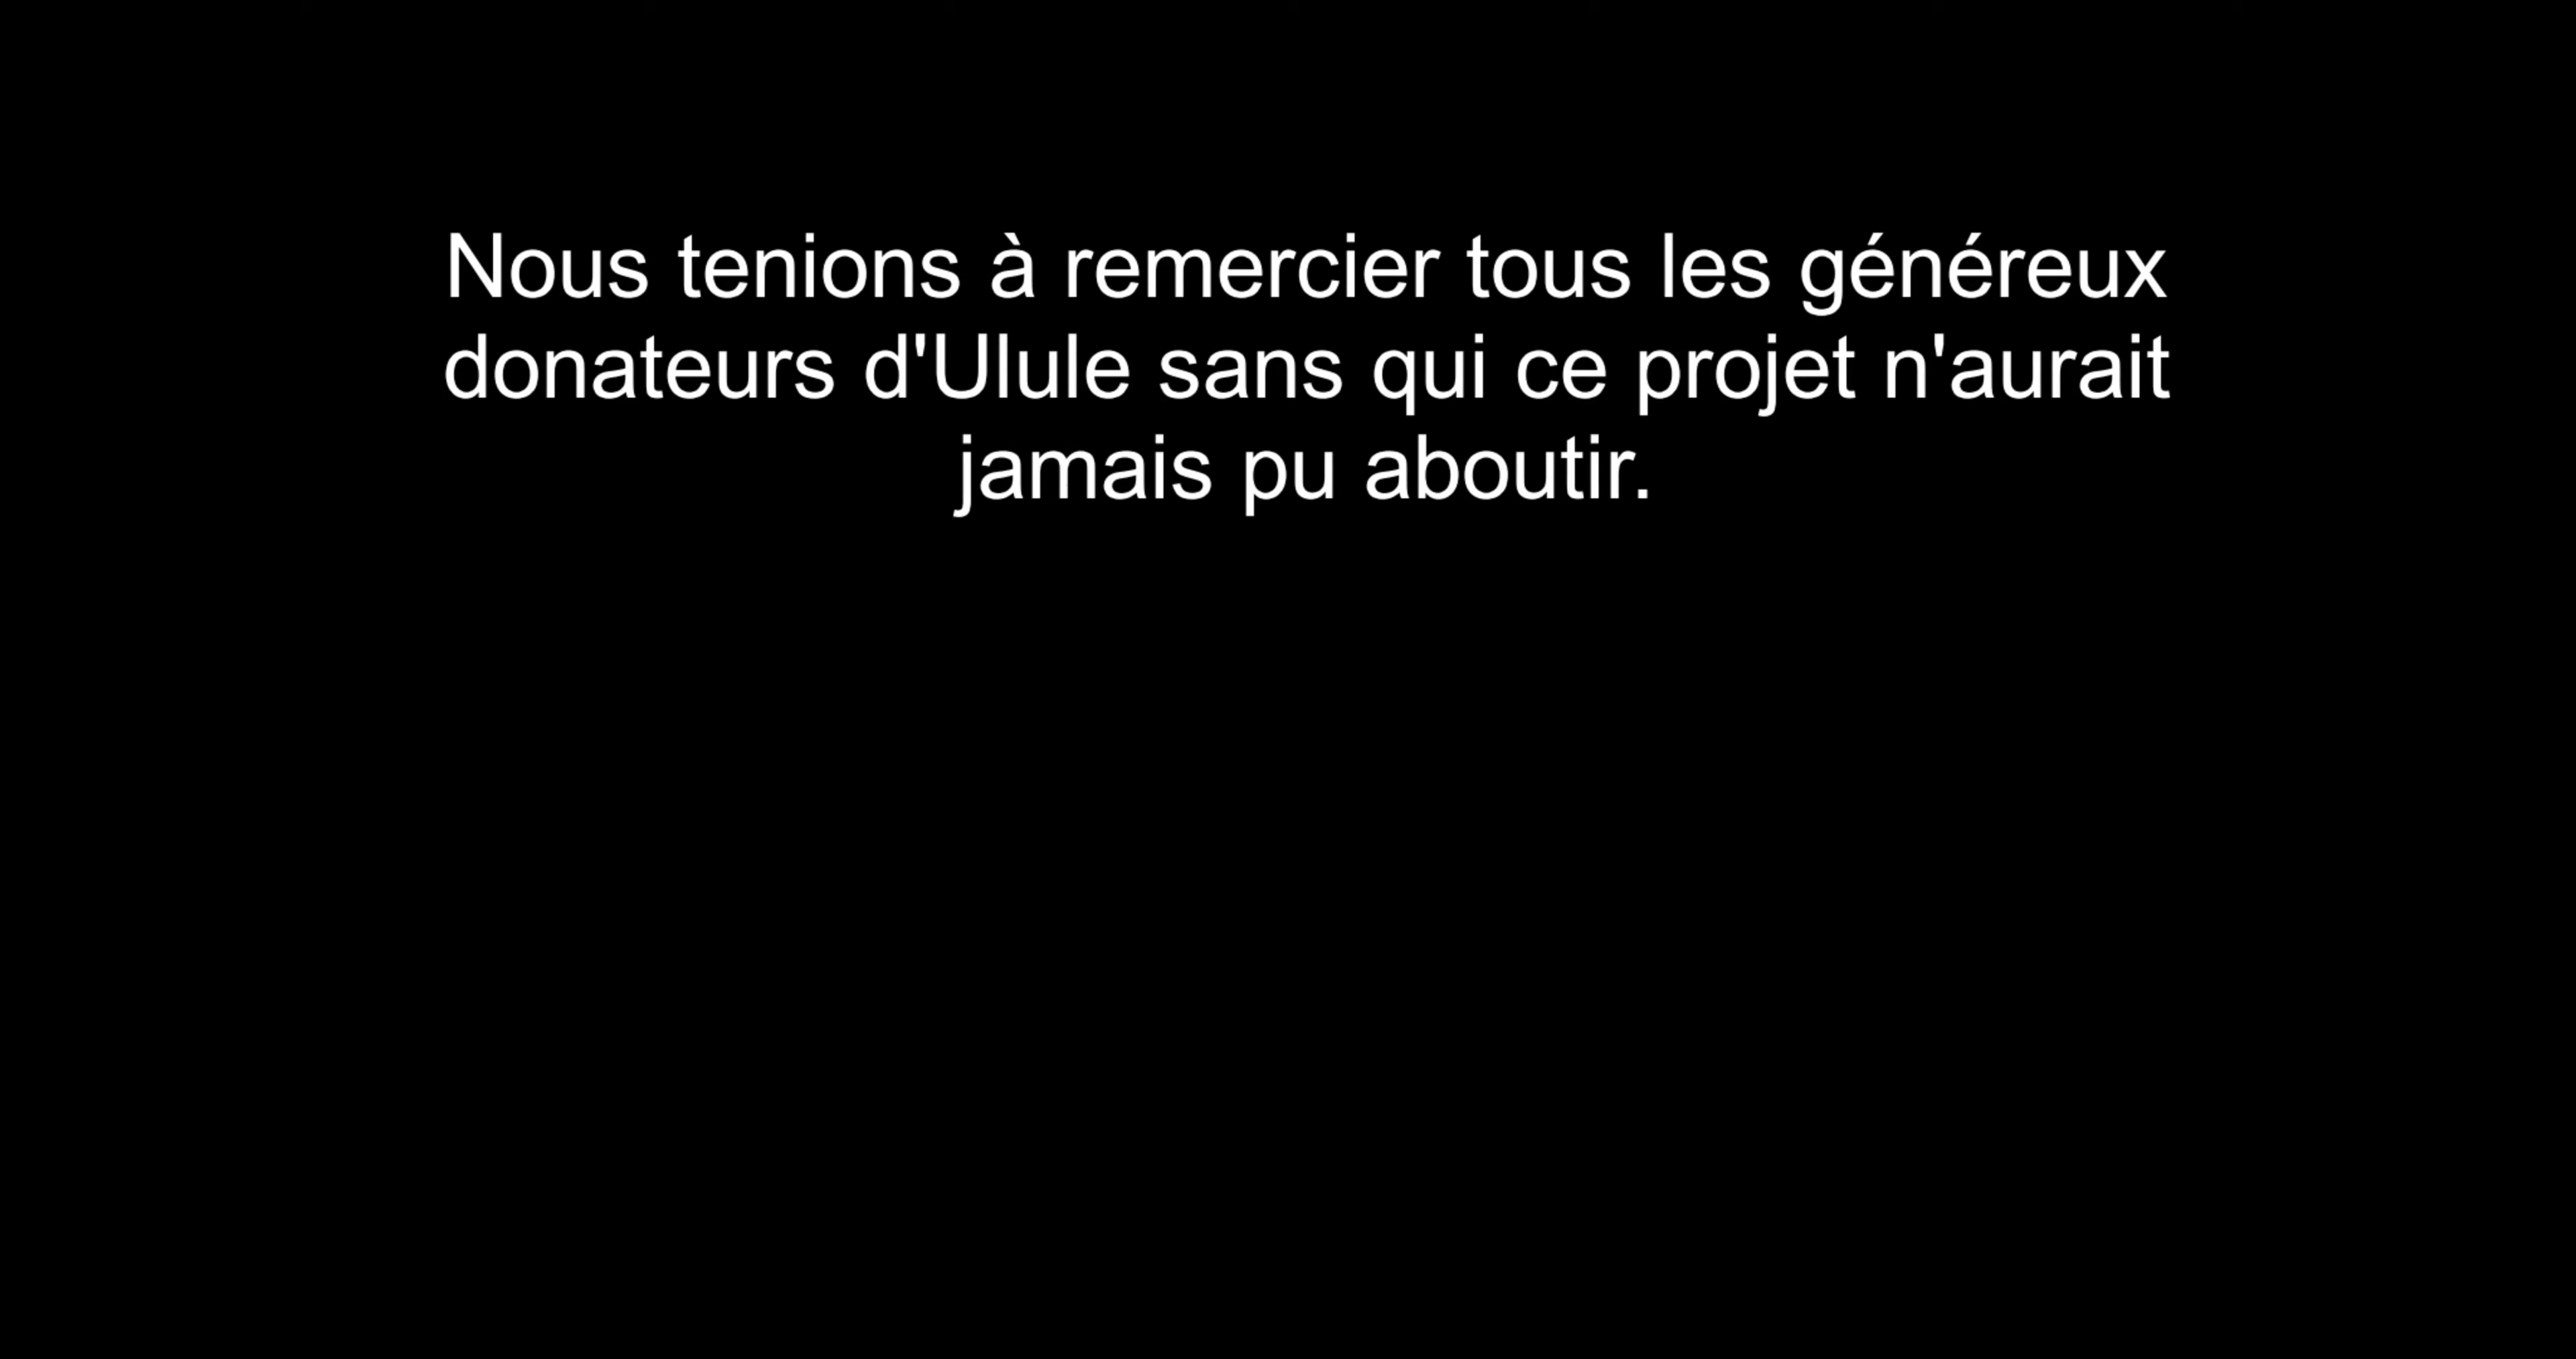 Nous tenions à remercier tous les généreux
donateurs d'Ulule sans qui ce projet n'aurait
jamais pu aboutir.